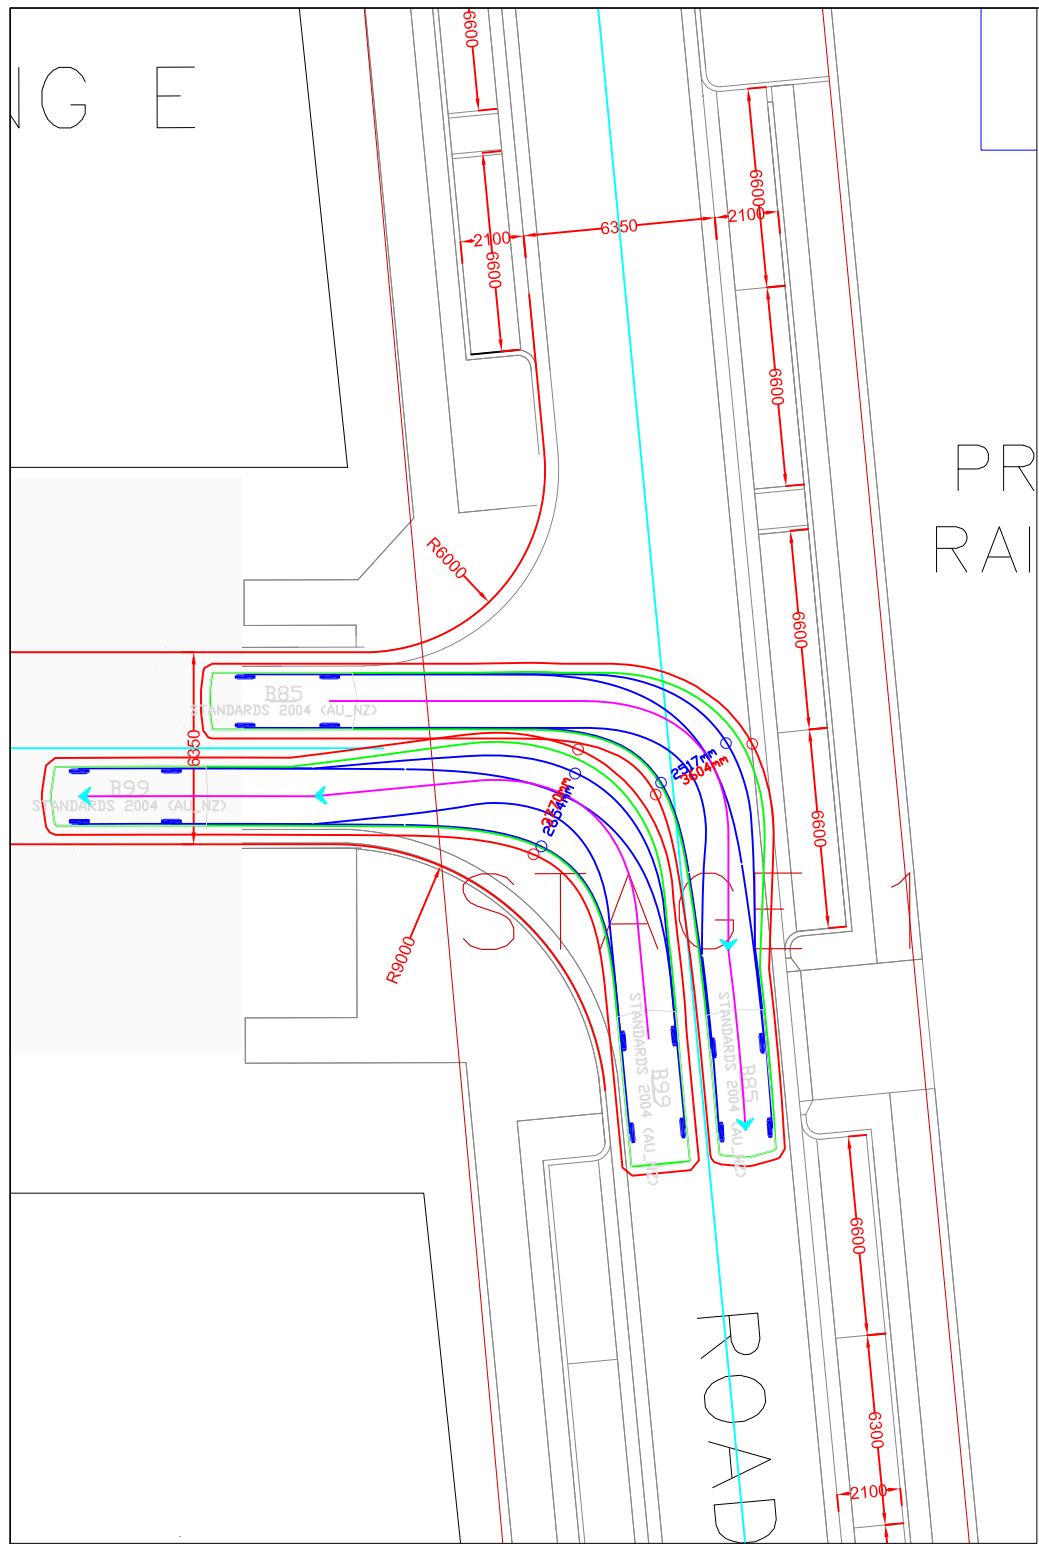 6600
NG E
6600
2100
6350
2100
6600
6600
PR
RAI
R6000
6600
B85
STANDARDS 2004 (AU_NZ)
6350
2517mm
3604mm
B99
STANDARDS 2004 (AU_NZ)
2664mm
6600
STAGE 1
R9000
STANDARDS 2004 (AU_NZ)
B99
STANDARDS 2004 (AU_NZ)
B85
6600
ROAD
6300
2100